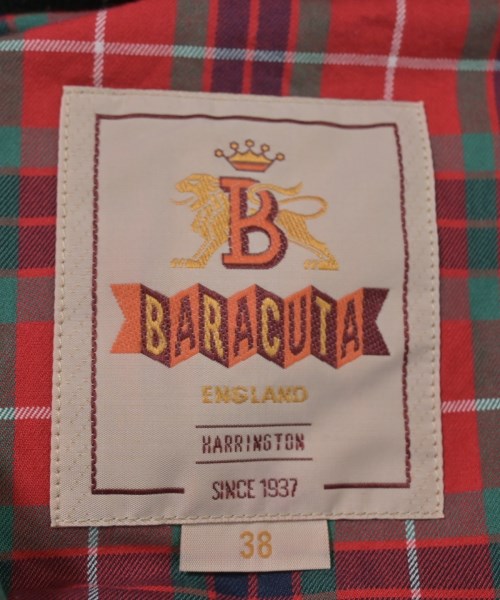 B
BARACUTA
ENGLAND
HARRINGTON
SINCE 1937
38